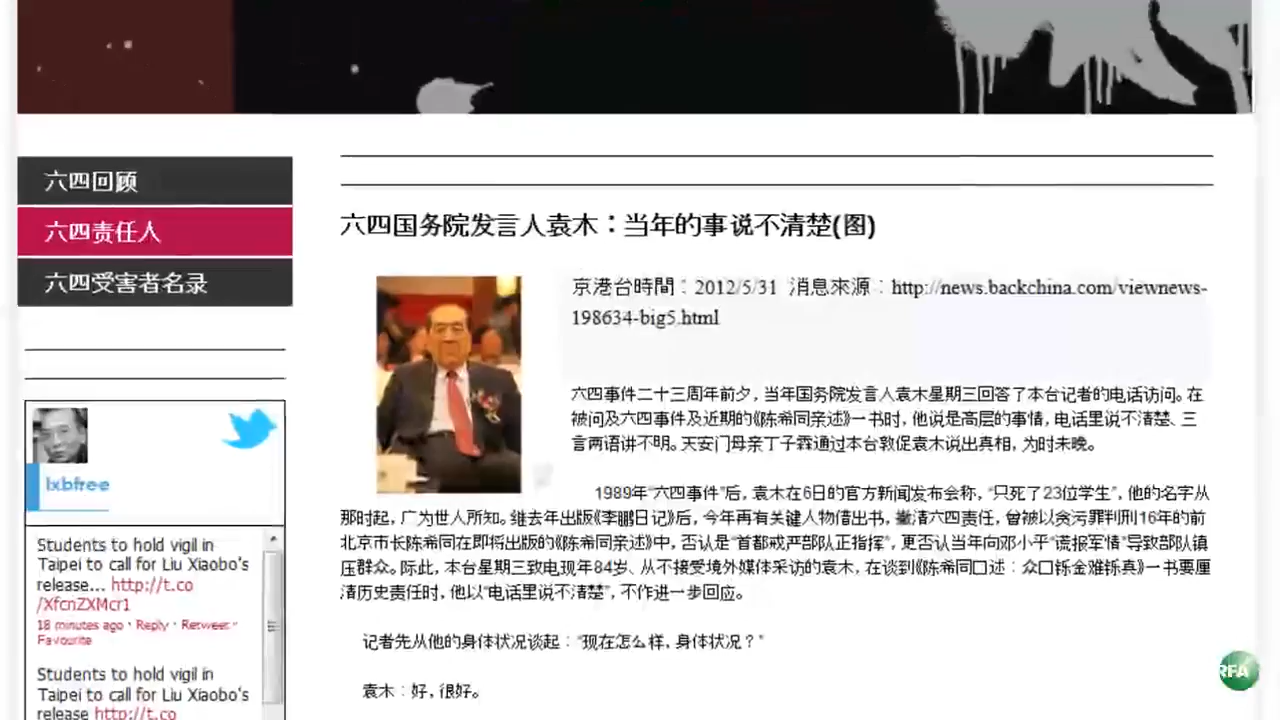 六四回顾
六四责任人
六四受害者名录
lxbfree
Students to hold vigil in
Taipei to call for Liu Xiaobo's
release... http://t.co
/XfcnZXMcr1
18 minutes ago · Reply · Retweet ·
Favourite
Students to hold vigil in
Taipei to call for Liu Xiaobo's
release http://t.co
六四国务院发言人袁木：当年的事说不清楚(图)
京港台時間：2012/5/31 消息來源：http://news.backchina.com/viewnews-
198634-big5.html
六四事件二十三周年前夕, 当年国务院发言人袁木星期三回答了本台记者的电话访问。在
被问及六四事件及近期的《陈希同亲述》一书时, 他说是高层的事情, 电话里说不清楚、三
言两语讲不明。天安门母亲丁子霖通过本台敦促袁木说出真相, 为时未晚。
1989年“六四事件”后, 袁木在6日的官方新闻发布会称, “只死了23位学生”, 他的名字从
那时起, 广为世人所知。继去年出版《李鹏日记》后, 今年再有关键人物借出书, 撇清六四责任, 曾被以贪污罪判刑16年的前
北京市长陈希同在即将出版的《陈希同亲述》中, 否认是“首都戒严部队正指挥”, 更否认当年向邓小平“谎报军情”导致部队镇
压群众。际此, 本台星期三致电现年84岁、从不接受境外媒体采访的袁木, 在谈到《陈希同口述：众口铄金难铄真》一书要厘
清历史责任时, 他以“电话里说不清楚”, 不作进一步回应。
记者先从他的身体状况谈起：“现在怎么样, 身体状况？”
袁木：好, 很好。
RFA